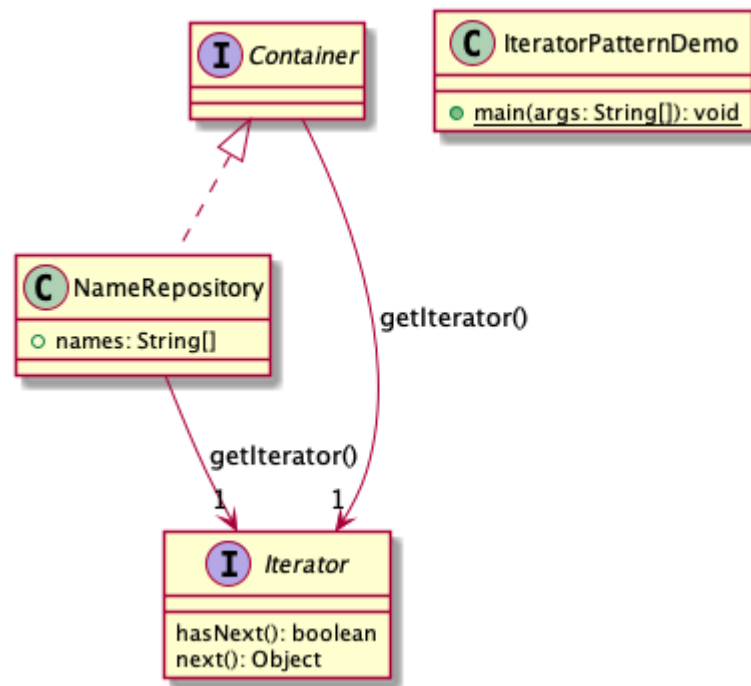 I Container
C IteratorPatternDemo
main(args: String[]): void
C NameRepository
names: String[]
getIterator()
getIterator()
1
1
I Iterator
hasNext(): boolean
next(): Object